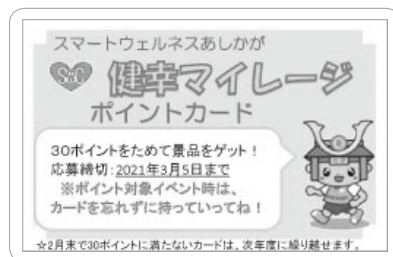 スマートウェルネスあしかが
健幸マイレージ
ポイントカード
30ポイントをためて景品をゲット！
応募締切：2021年3月5日まで
※ポイント対象イベント時は、
カードを忘れずに持っていってね！
☆2月末で30ポイントに満たないカードは、次年度に繰り越せます。